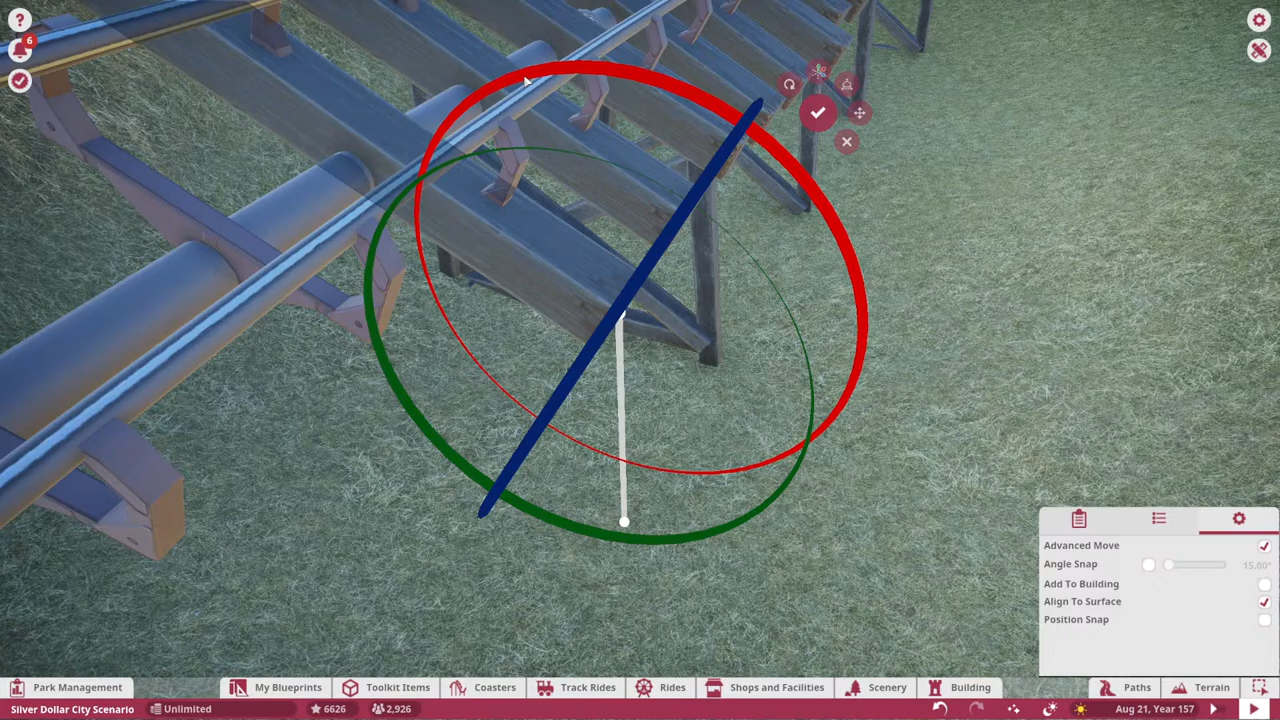 ?
6
Advanced Move
Angle Snap 15.00°
Add To Building
Align To Surface
Position Snap
Park Management My Blueprints Toolkit Items Coasters Track Rides Rides Shops and Facilities Scenery Building Paths Terrain
Silver Dollar City Scenario Unlimited 6626 2,926 Aug 21, Year 157